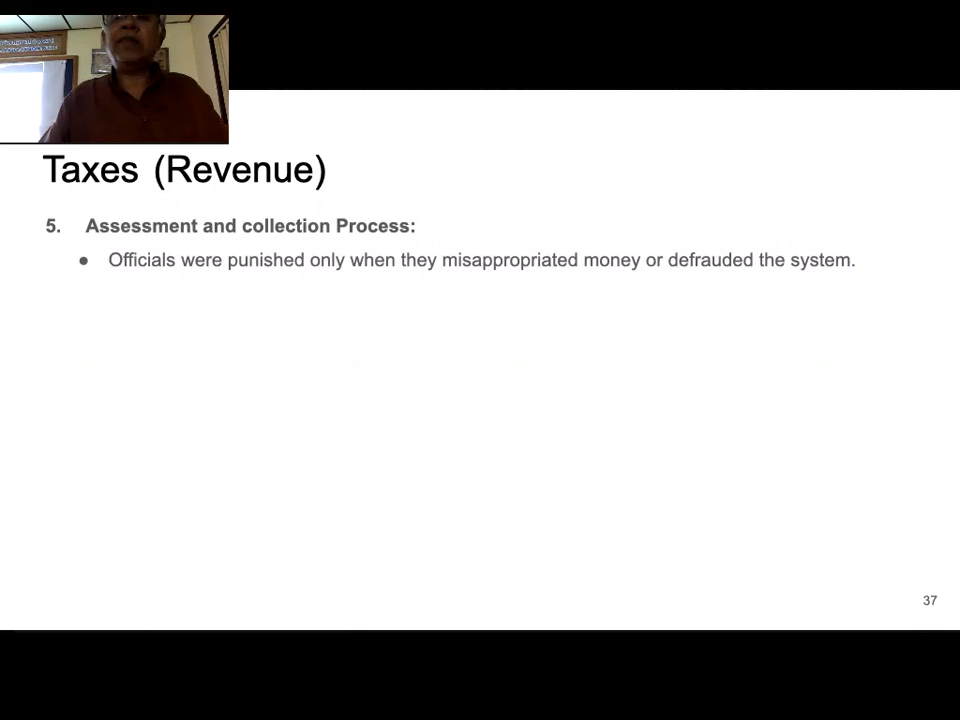 Taxes (Revenue)
5. Assessment and collection Process:
● Officials were punished only when they misappropriated money or defrauded the system.
37